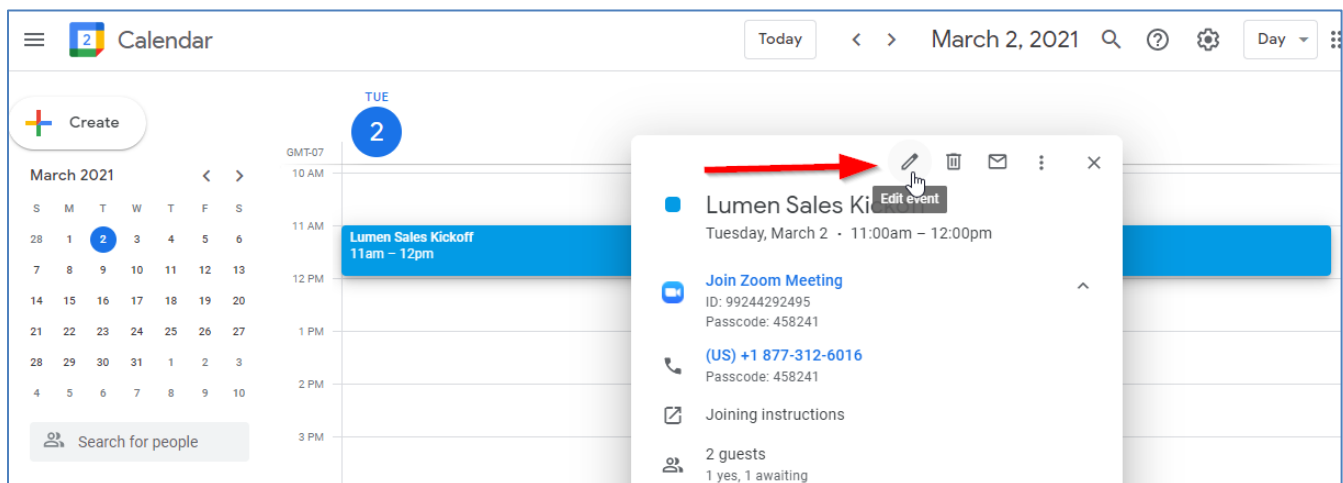 2 Calendar Today March 2, 2021 Day
Create
TUE
2
GMT-07
March 2021
S M T W T F S
28 1 2 3 4 5 6
7 8 9 10 11 12 13
14 15 16 17 18 19 20
21 22 23 24 25 26 27
28 29 30 31 1 2 3
4 5 6 7 8 9 10
Search for people
10 AM
11 AM
12 PM
1 PM
2 PM
3 PM
Lumen Sales Kickoff
11am – 12pm
Edit event
Lumen Sales Kickoff
Tuesday, March 2 • 11:00am – 12:00pm
Join Zoom Meeting
ID: 99244292495
Passcode: 458241
(US) +1 877-312-6016
Passcode: 458241
Joining instructions
2 guests
1 yes, 1 awaiting